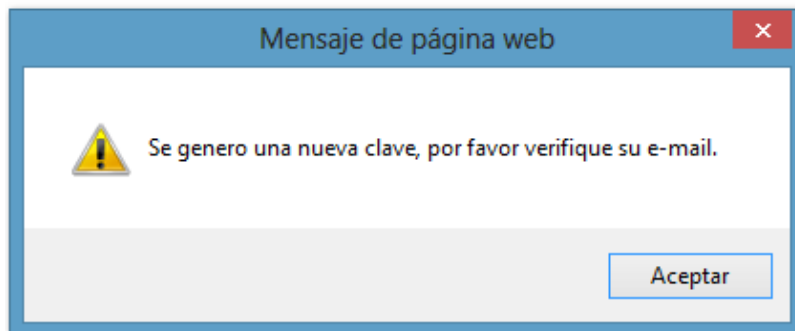 Mensaje de página web
Se genero una nueva clave, por favor verifique su e-mail.
Aceptar